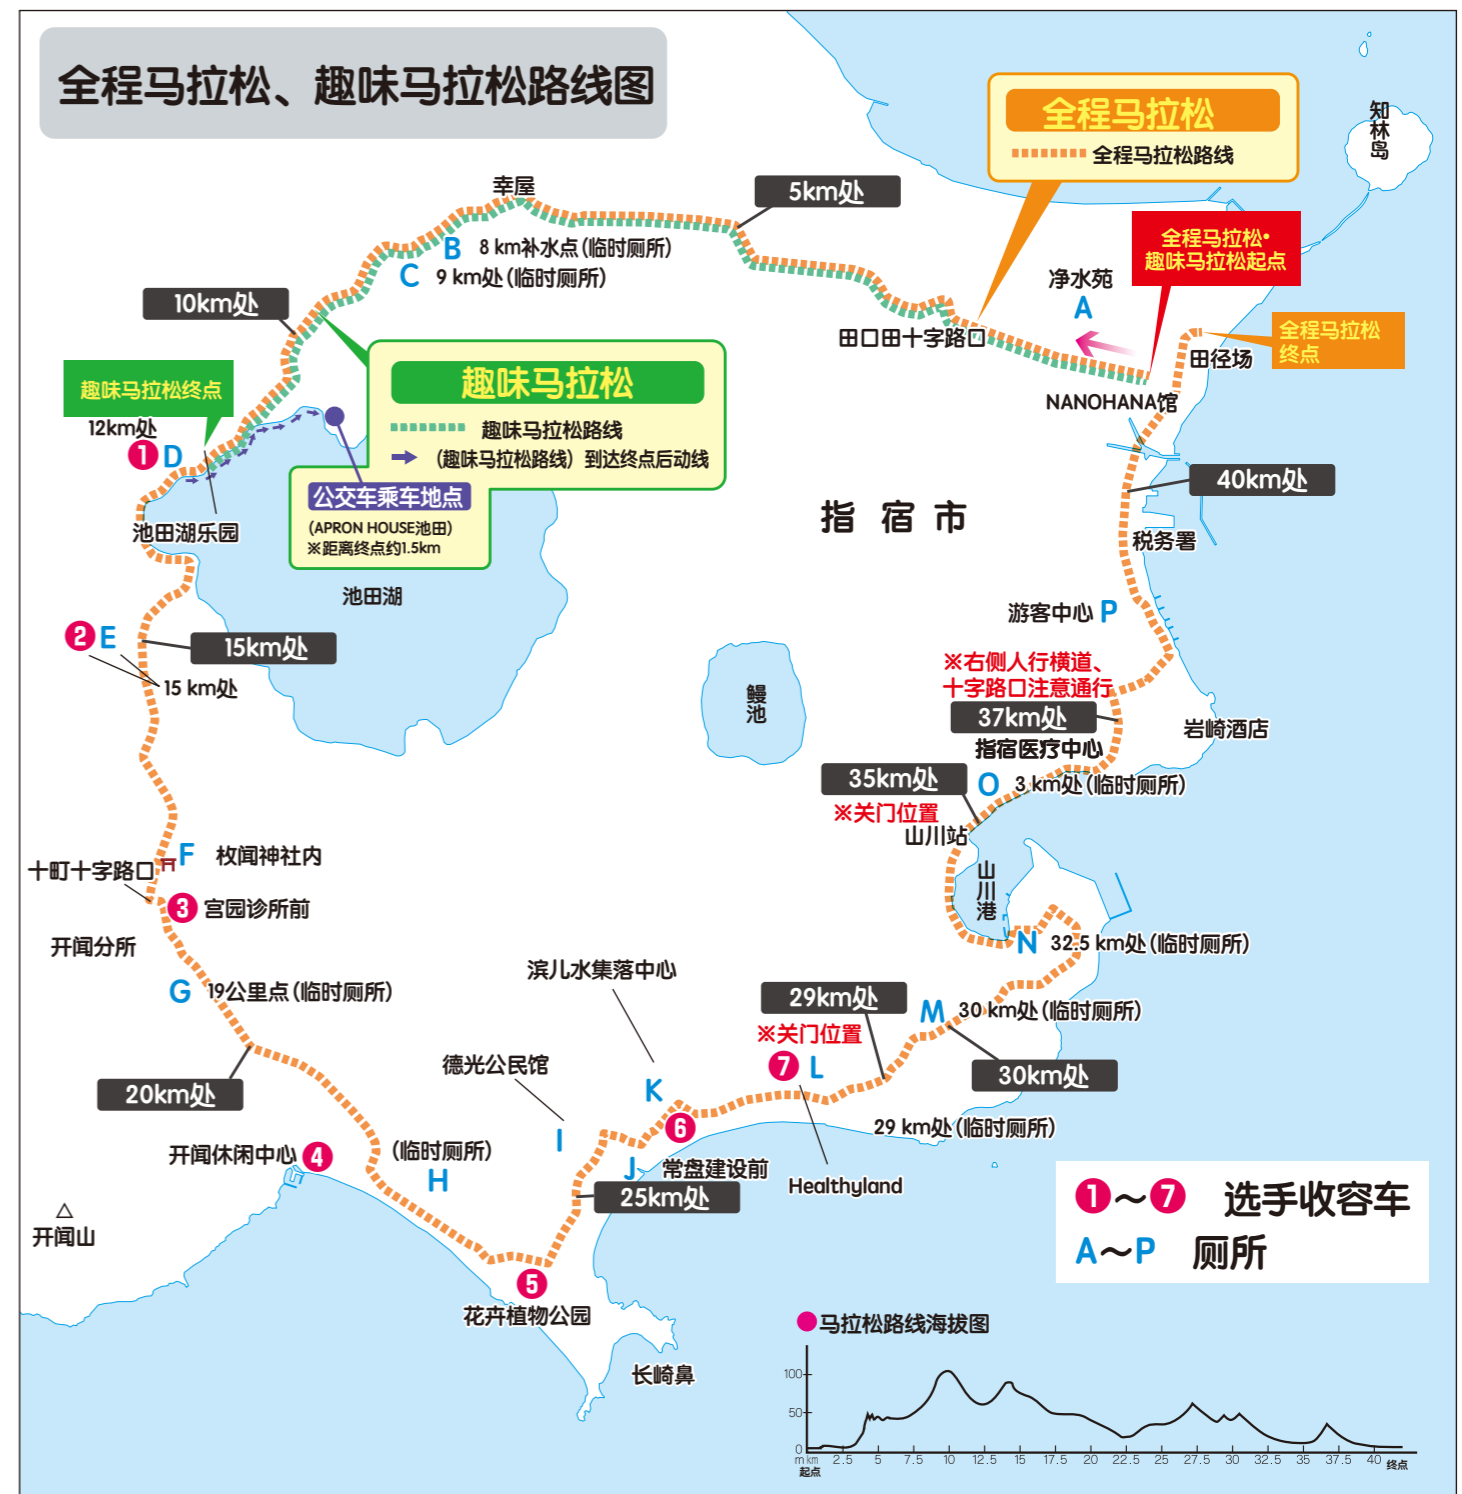 全程马拉松、趣味马拉松路线图
全程马拉松
全程马拉松路线
知林岛
幸屋
5km处
全程马拉松•
趣味马拉松起点
B 8 km补水点(临时厕所)
C 9 km处(临时厕所)
净水苑
A
10km处
田口田十字路口
全程马拉松
终点
田径场
NANOHANA馆
趣味马拉松终点
12km处
1 D
趣味马拉松
趣味马拉松路线
(趣味马拉松路线) 到达终点后动线
公交车乘车地点
(APRON HOUSE池田)
※距离终点约1.5km
池田湖乐园
池田湖
指宿市
40km处
税务署
游客中心 P
2 E
15km处
15 km处
鳗池
※右侧人行横道、
十字路口注意通行
37km处
指宿医疗中心
岩崎酒店
35km处
O 3 km处(临时厕所)
※关门位置
山川站
山川港
F 枚闻神社内
十町十字路口
3 宫园诊所前
开闻分所
G 19公里点(临时厕所)
N 32.5 km处(临时厕所)
滨儿水集落中心
29km处
※关门位置
7 L
M 30 km处(临时厕所)
30km处
德光公民馆
K
20km处
6
29 km处(临时厕所)
I
开闻休闲中心 4
(临时厕所)
H
J 常盘建设前
25km处
Healthyland
△
开闻山
5
花卉植物公园
长崎鼻
1~7 选手收容车
A~P 厕所
●马拉松路线海拔图
100
50
0
m km 2.5 5 7.5 10 12.5 15 17.5 20 22.5 25 27.5 30 32.5 35 37.5 40 终点
起点